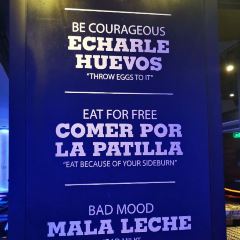 BE COURAGEOUS
ECHARLE
HUEVOS
"THROW EGGS TO IT"
EAT FOR FREE
COMER POR
LA PATILLA
"EAT BECAUSE OF YOUR SIDEBURN"
BAD MOOD
MALA LECHE